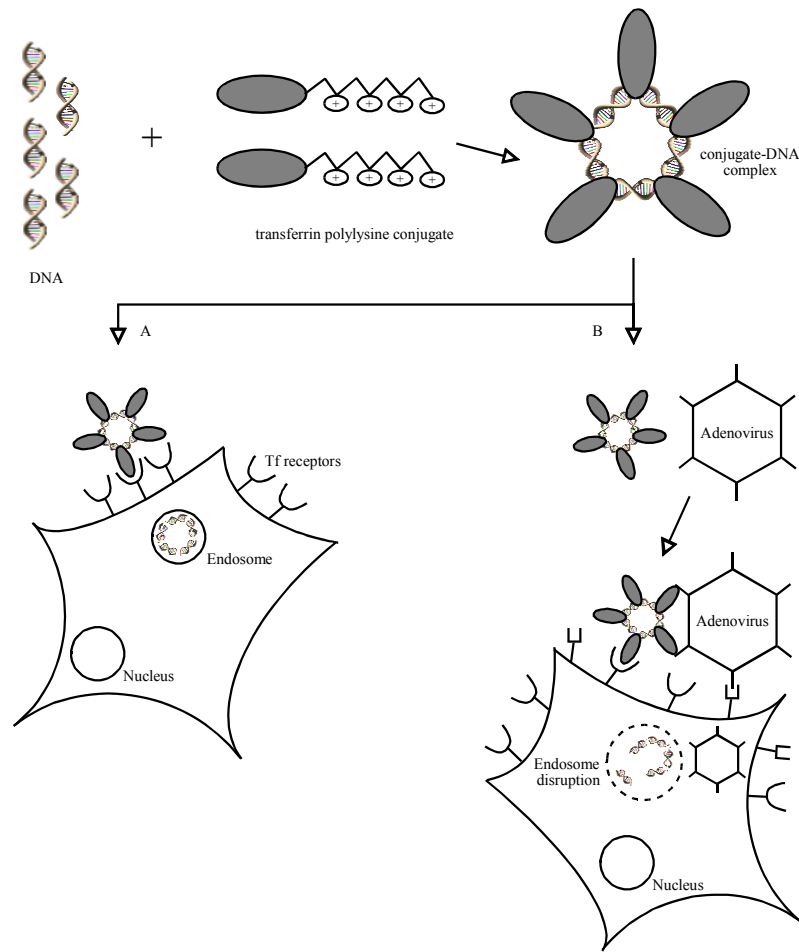 +
+ + + +
+ + + +
conjugate-DNA
complex
transferrin polylysine conjugate
DNA
A
B
Tf receptors
Adenovirus
Endosome
Adenovirus
Nucleus
Endosome
disruption
Nucleus